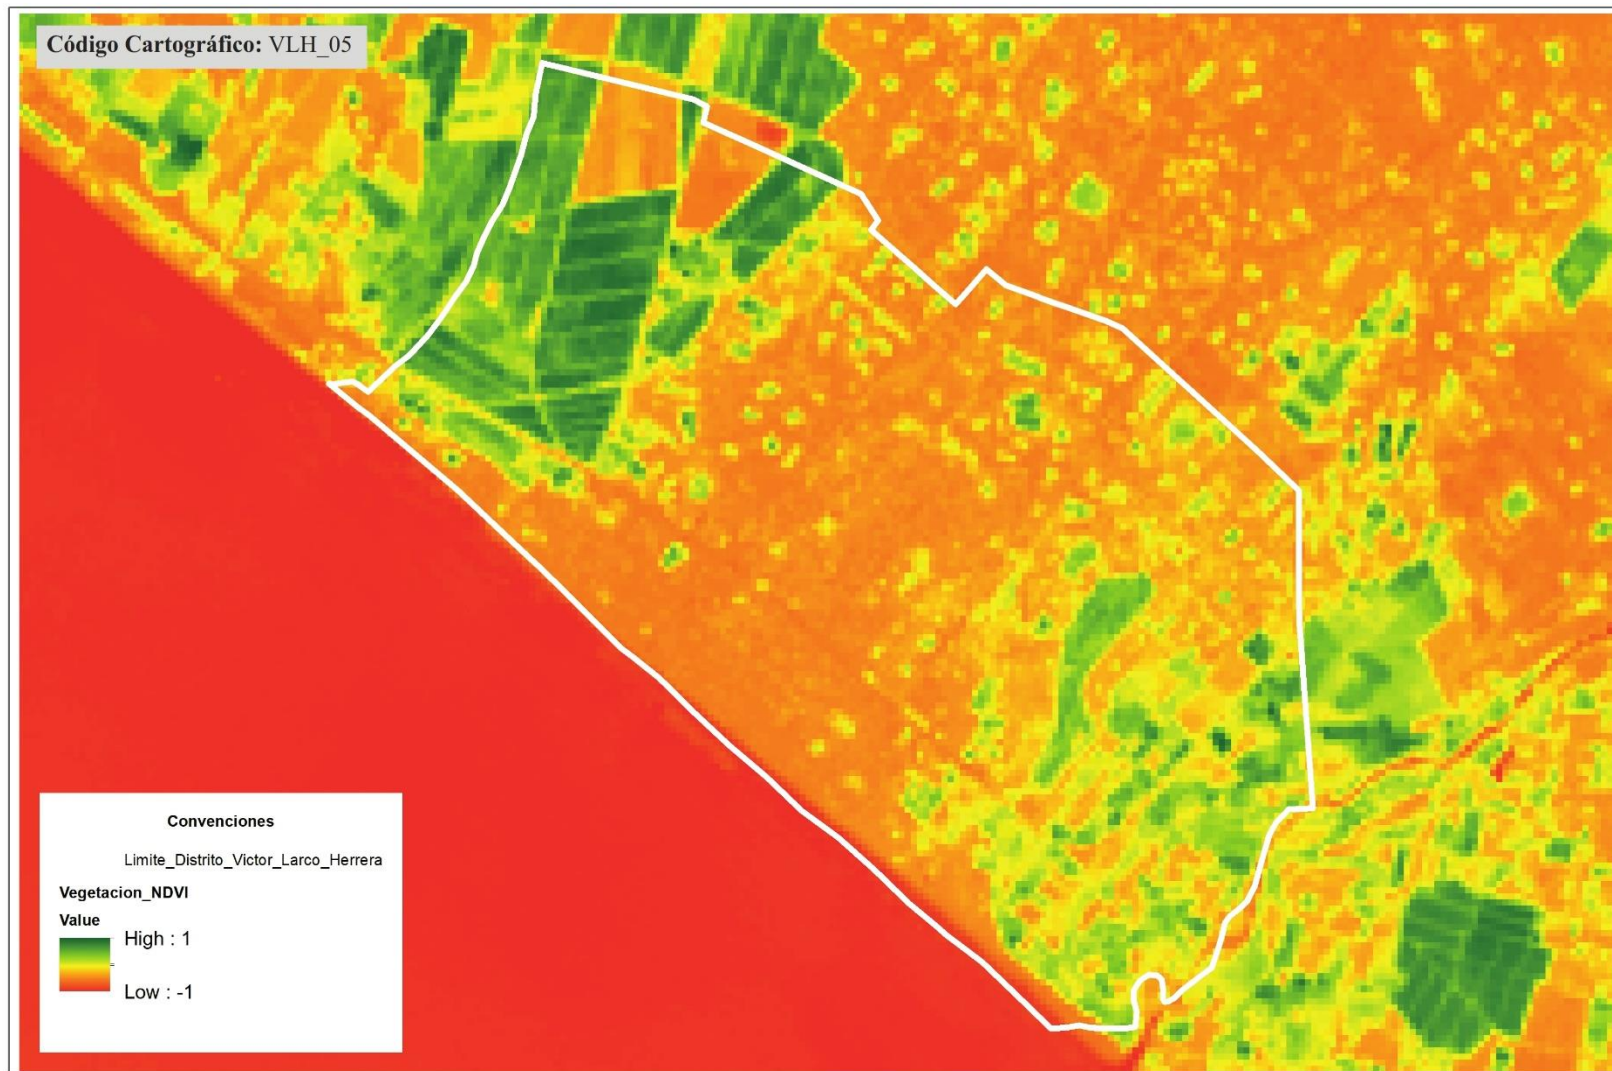 Código Cartográfico: VLH_05
Convenciones
Limite_Distrito_Victor_Larco_Herrera
Vegetacion_NDVI
Value
High : 1
Low : -1